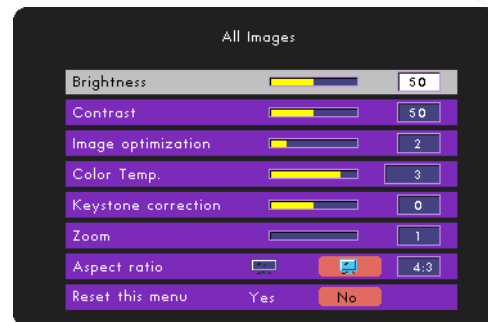 All Images
Brightness 50
Contrast 50
Image optimization 2
Color Temp. 3
Keystone correction 0
Zoom 1
Aspect ratio 4:3
Reset this menu Yes No